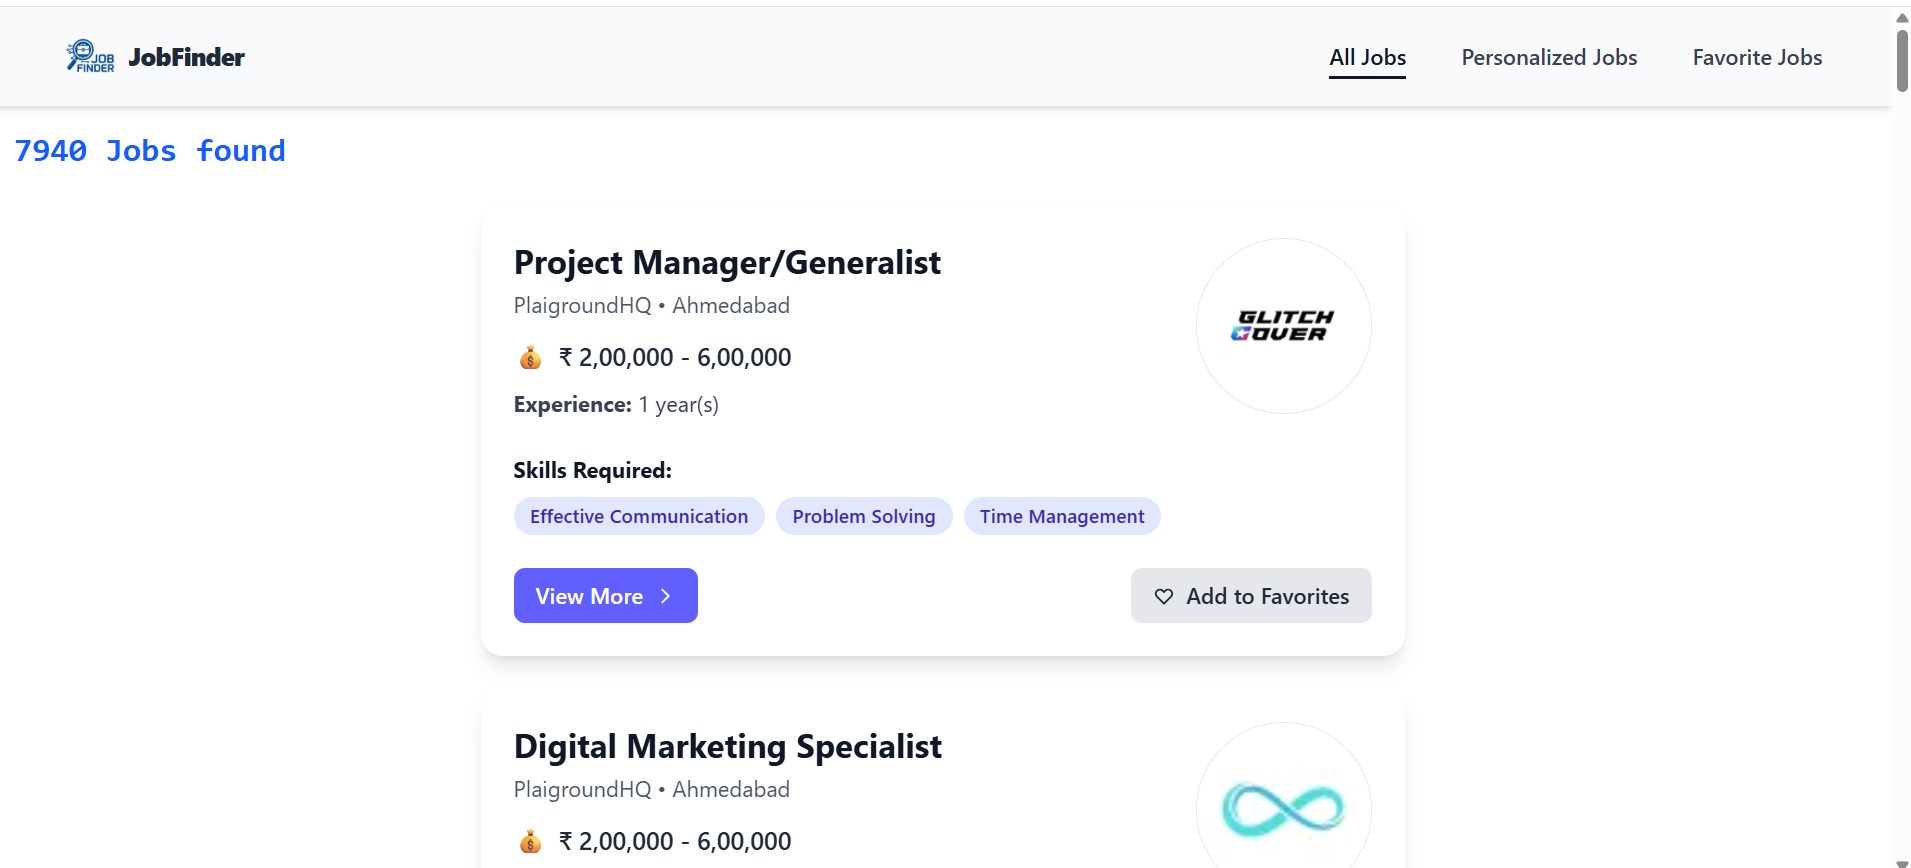 JOB
FINDER
JobFinder
All Jobs
Personalized Jobs
Favorite Jobs
7940 Jobs found
Project Manager/Generalist
PlaigroundHQ • Ahmedabad
₹ 2,00,000 - 6,00,000
Experience: 1 year(s)
GLITCH
OVER
Skills Required:
Effective Communication
Problem Solving
Time Management
View More
Add to Favorites
Digital Marketing Specialist
PlaigroundHQ • Ahmedabad
₹ 2,00,000 - 6,00,000